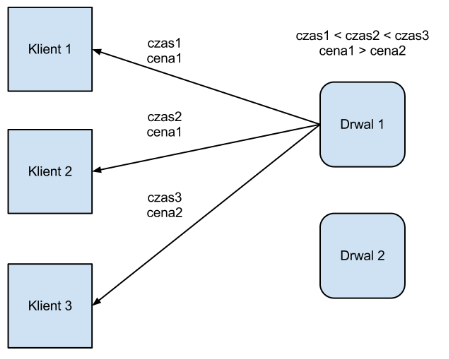 Klient 1
czas1
cena1
czas1 < czas2 < czas3
cena1 > cena2
Drwal 1
Klient 2
czas2
cena1
czas3
cena2
Drwal 2
Klient 3